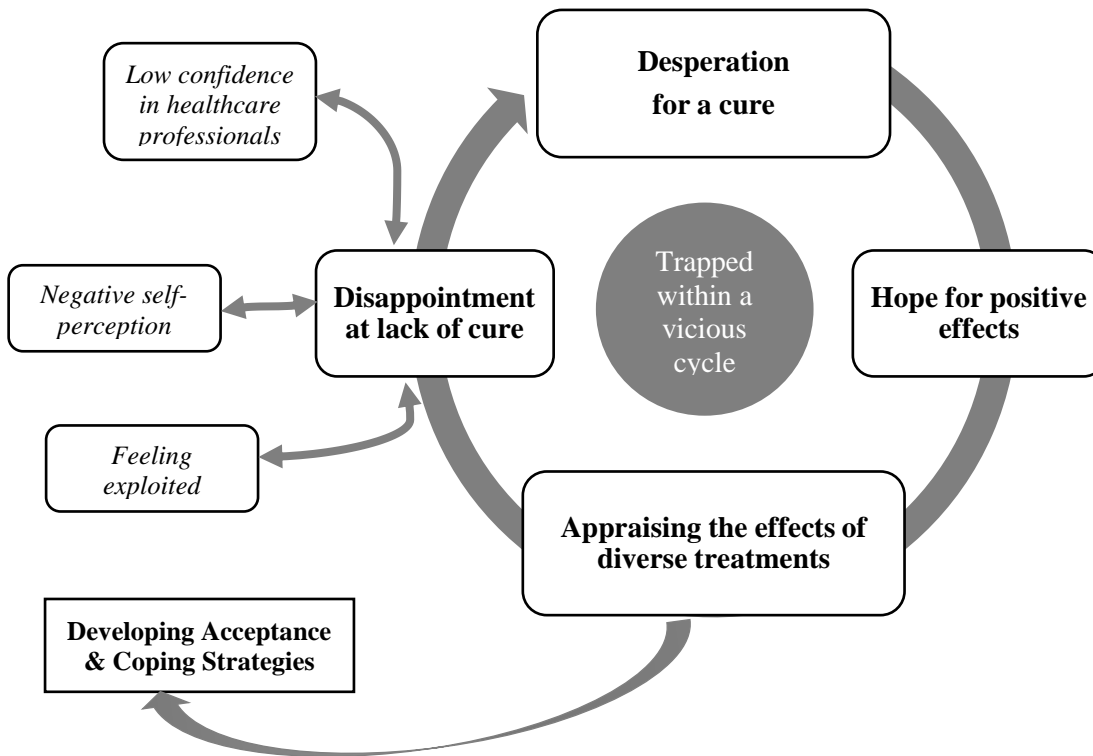 Desperation
for a cure
Low confidence
in healthcare
professionals
Trapped
within a
vicious
cycle
Hope for positive
effects
Disappointment
at lack of cure
Negative self-
perception
Feeling
exploited
Appraising the effects of
diverse treatments
Developing Acceptance
& Coping Strategies